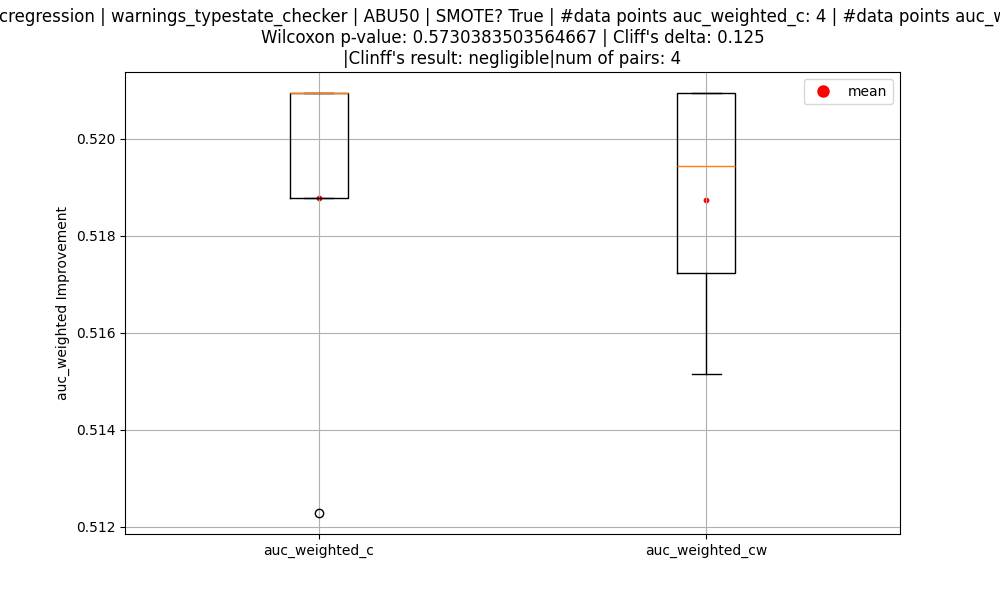 cregression | warnings_typestate_checker | ABU50 | SMOTE? True | #data points auc_weighted_c: 4 | #data points auc_w
Wilcoxon p-value: 0.5730383503564667 | Cliff's delta: 0.125
|Clinff's result: negligible|num of pairs: 4
mean
0.520
0.518
0.516
0.514
0.512
auc_weighted Improvement
auc_weighted_c
auc_weighted_cw